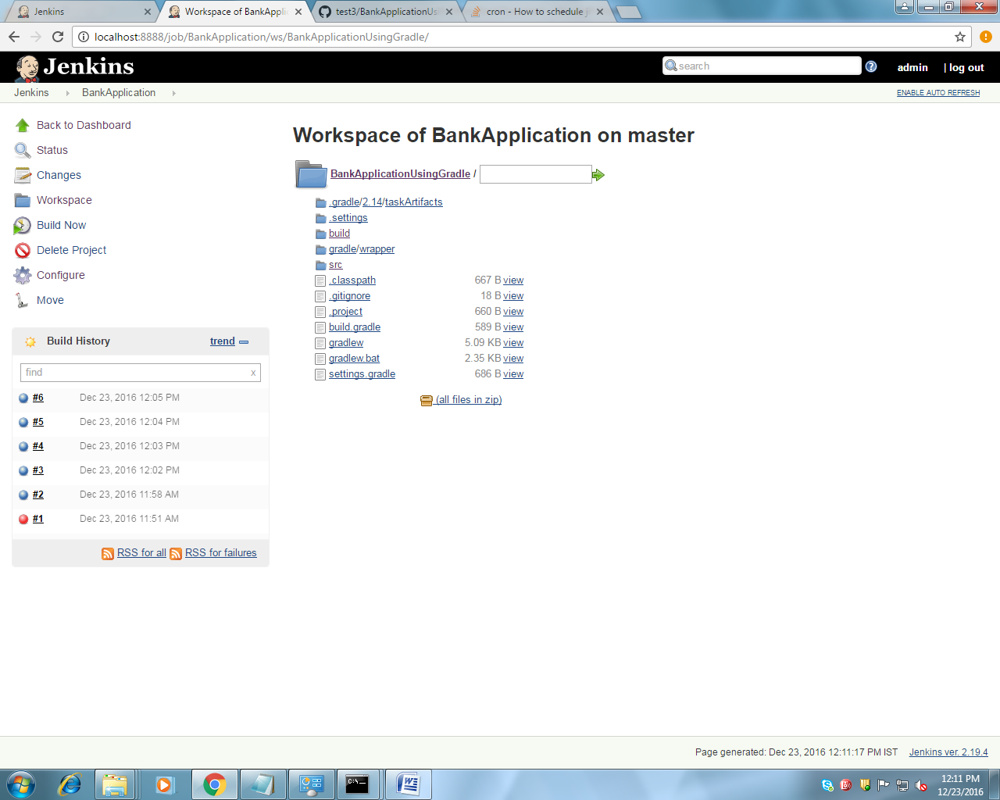 Jenkins
Workspace of BankAppli
test3/BankApplicationUs
cron - How to schedule j
localhost:8888/job/BankApplication/ws/BankApplicationUsingGradle/
Jenkins
search
admin
| log out
Jenkins
BankApplication
ENABLE AUTO REFRESH
Back to Dashboard
Status
Changes
Workspace
Build Now
Delete Project
Configure
Move
Build History
trend
find
x
#6 Dec 23, 2016 12:05 PM
#5 Dec 23, 2016 12:04 PM
#4 Dec 23, 2016 12:03 PM
#3 Dec 23, 2016 12:02 PM
#2 Dec 23, 2016 11:58 AM
#1 Dec 23, 2016 11:51 AM
RSS for all RSS for failures
Workspace of BankApplication on master
BankApplicationUsingGradle /
.gradle/2.14/taskArtifacts
.settings
build
gradle/wrapper
src
.classpath 667 B view
.gitignore 18 B view
.project 660 B view
build.gradle 589 B view
gradlew 5.09 KB view
gradlew.bat 2.35 KB view
settings.gradle 686 B view
(all files in zip)
Page generated: Dec 23, 2016 12:11:17 PM IST
Jenkins ver. 2.19.4
12:11 PM
12/23/2016